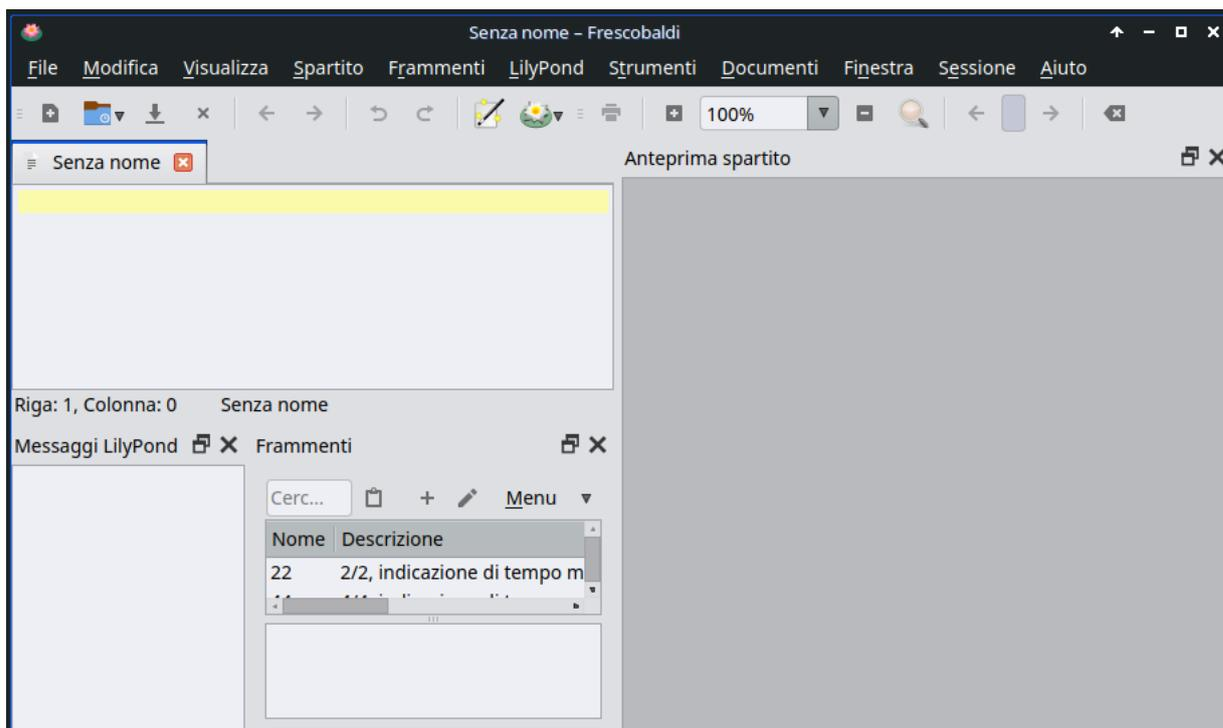 Senza nome – Frescobaldi
File Modifica Visualizza Spartito Frammenti LilyPond Strumenti Documenti Finestra Sessione Aiuto
100%
Senza nome
Anteprima spartito
Riga: 1, Colonna: 0 Senza nome
Messaggi LilyPond
Frammenti
Cerc...
Menu
Nome Descrizione
22 2/2, indicazione di tempo m